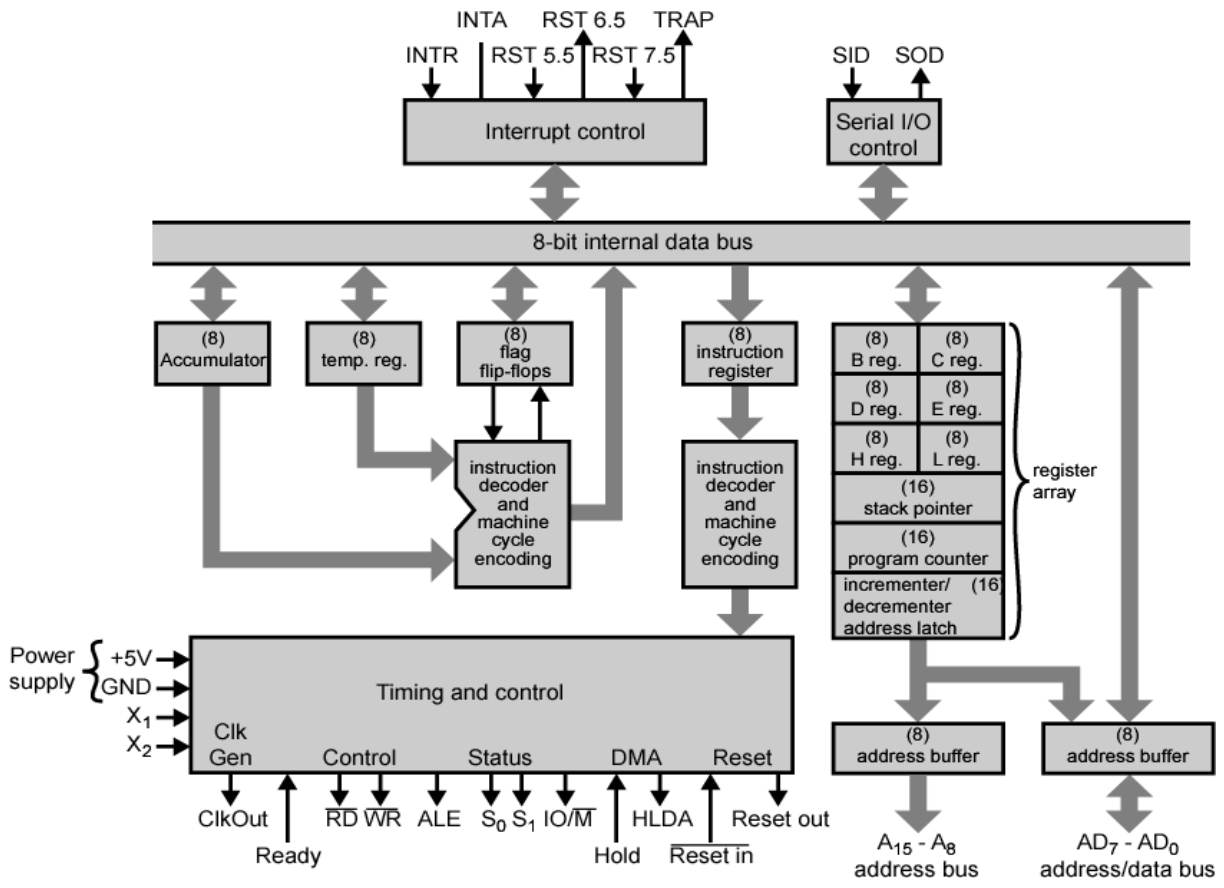 INTA RST 6.5 TRAP
INTR RST 5.5 RST 7.5 SID SOD
Interrupt control
Serial I/O
control
8-bit internal data bus
(8)
Accumulator
(8)
temp. reg.
(8)
flag
flip-flops
(8)
instruction
register
(8)
B reg.
(8)
C reg.
(8)
D reg.
(8)
E reg.
(8)
H reg.
(8)
L reg.
(16)
stack pointer
(16)
program counter
incrementer/ (16)
decrementer
address latch
register
array
instruction
decoder
and
machine
cycle
encoding
instruction
decoder
and
machine
cycle
encoding
Power
supply
+5V
GND
X₁
X₂
Timing and control
Clk
Gen Control Status DMA Reset
ClkOut R̅D̅ W̅R̅ ALE S₀ S₁ IO/M̅ HLDA Reset out
Ready Hold R̅e̅s̅e̅t̅ i̅n̅
(8)
address buffer
(8)
address buffer
A₁₅ - A₈
address bus
AD₇ - AD₀
address/data bus